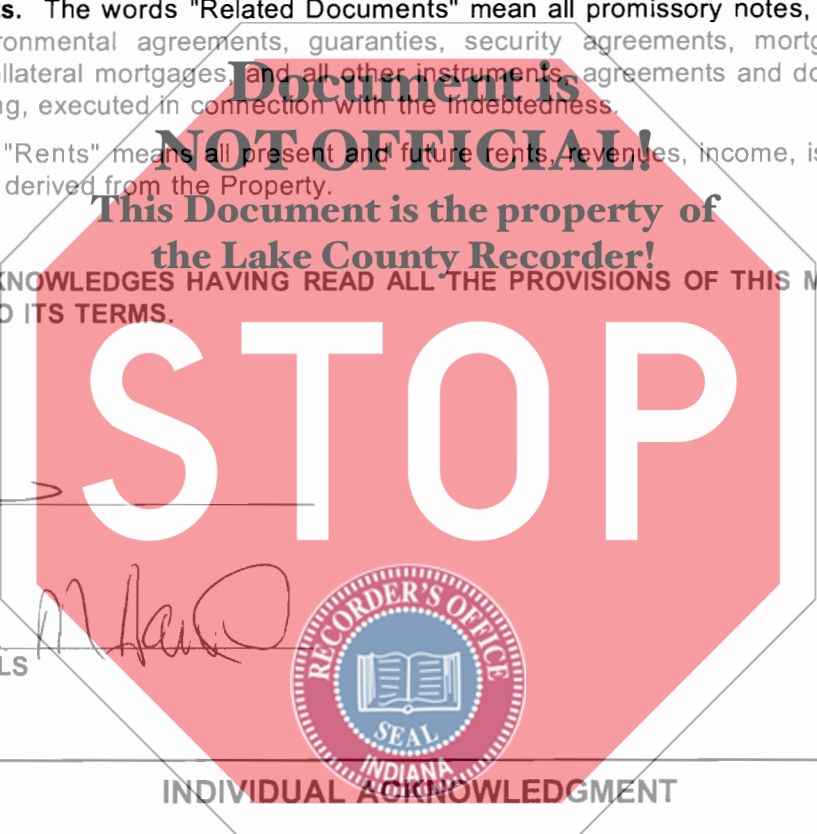 ts. The words "Related Documents" mean all promissory notes,
ronmental agreements, guaranties, security agreements, mortg
llateral mortgages, and all other instruments, agreements and do
ng, executed in connection with the Indebtedness.
Document is
NOT OFFICIAL!
"Rents" means all present and future rents, revenues, income, is
derived from the Property.
This Document is the property of
the Lake County Recorder!
KNOWLEDGES HAVING READ ALL THE PROVISIONS OF THIS M
O ITS TERMS.
STOP
LS
RECORDER'S OFFICE
SEAL
INDIANA
INDIVIDUAL ACKNOWLEDGMENT